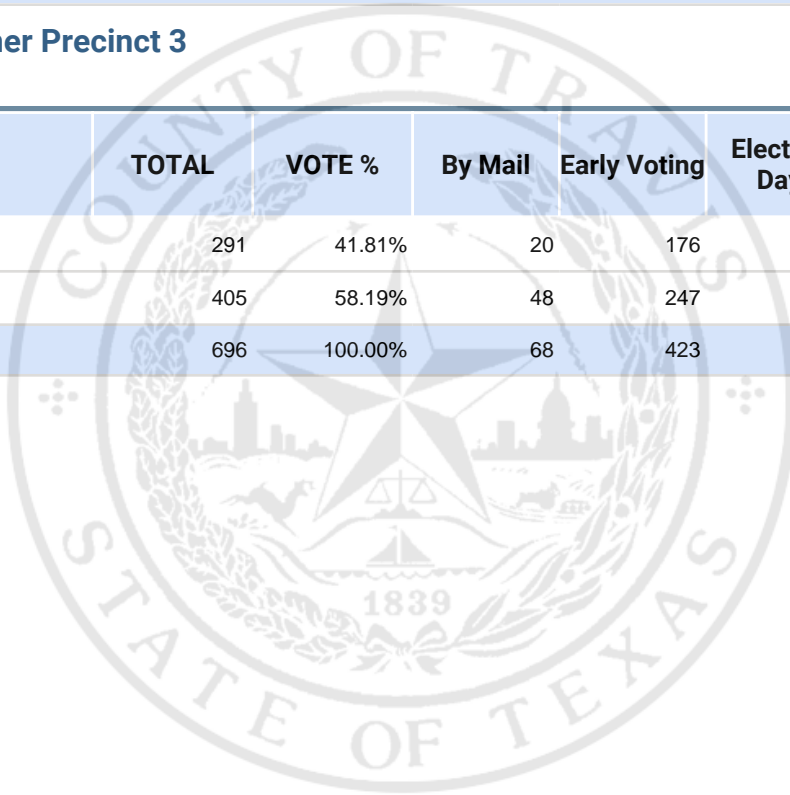 ner Precinct 3
TOTAL VOTE % By Mail Early Voting Elect
Da
291 41.81% 20 176
405 58.19% 48 247
696 100.00% 68 423
COUNTY OF TRAVIS
1839
STATE OF TEXAS